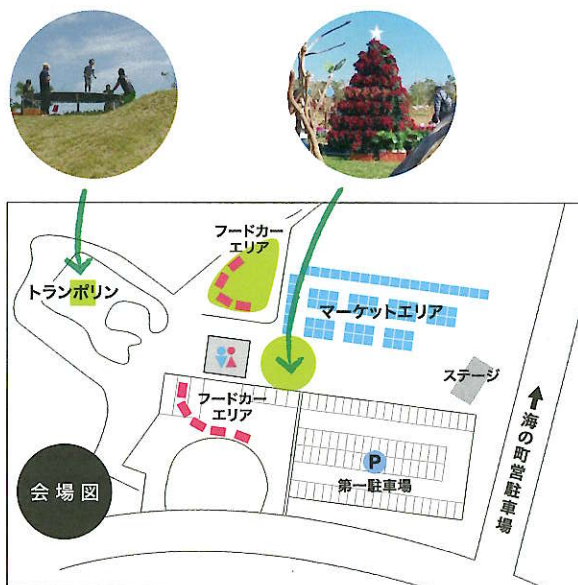 フードカー
エリア
トランポリン
マーケットエリア
ステージ
フードカー
エリア
P
第一駐車場
海の町営駐車場
会場図